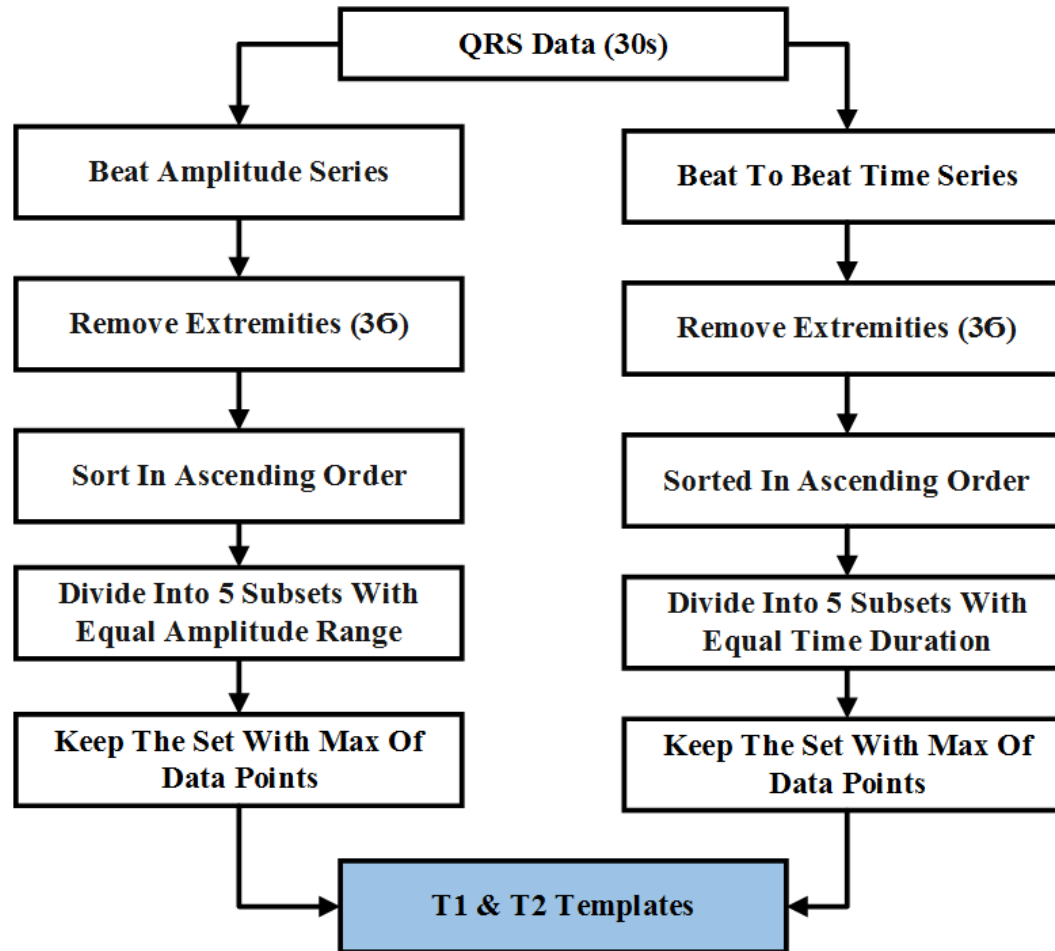 QRS Data (30s)
Beat Amplitude Series
Remove Extremities (3Ϭ)
Sort In Ascending Order
Divide Into 5 Subsets With
Equal Amplitude Range
Keep The Set With Max Of
Data Points
Beat To Beat Time Series
Remove Extremities (3Ϭ)
Sorted In Ascending Order
Divide Into 5 Subsets With
Equal Time Duration
Keep The Set With Max Of
Data Points
T1 & T2 Templates